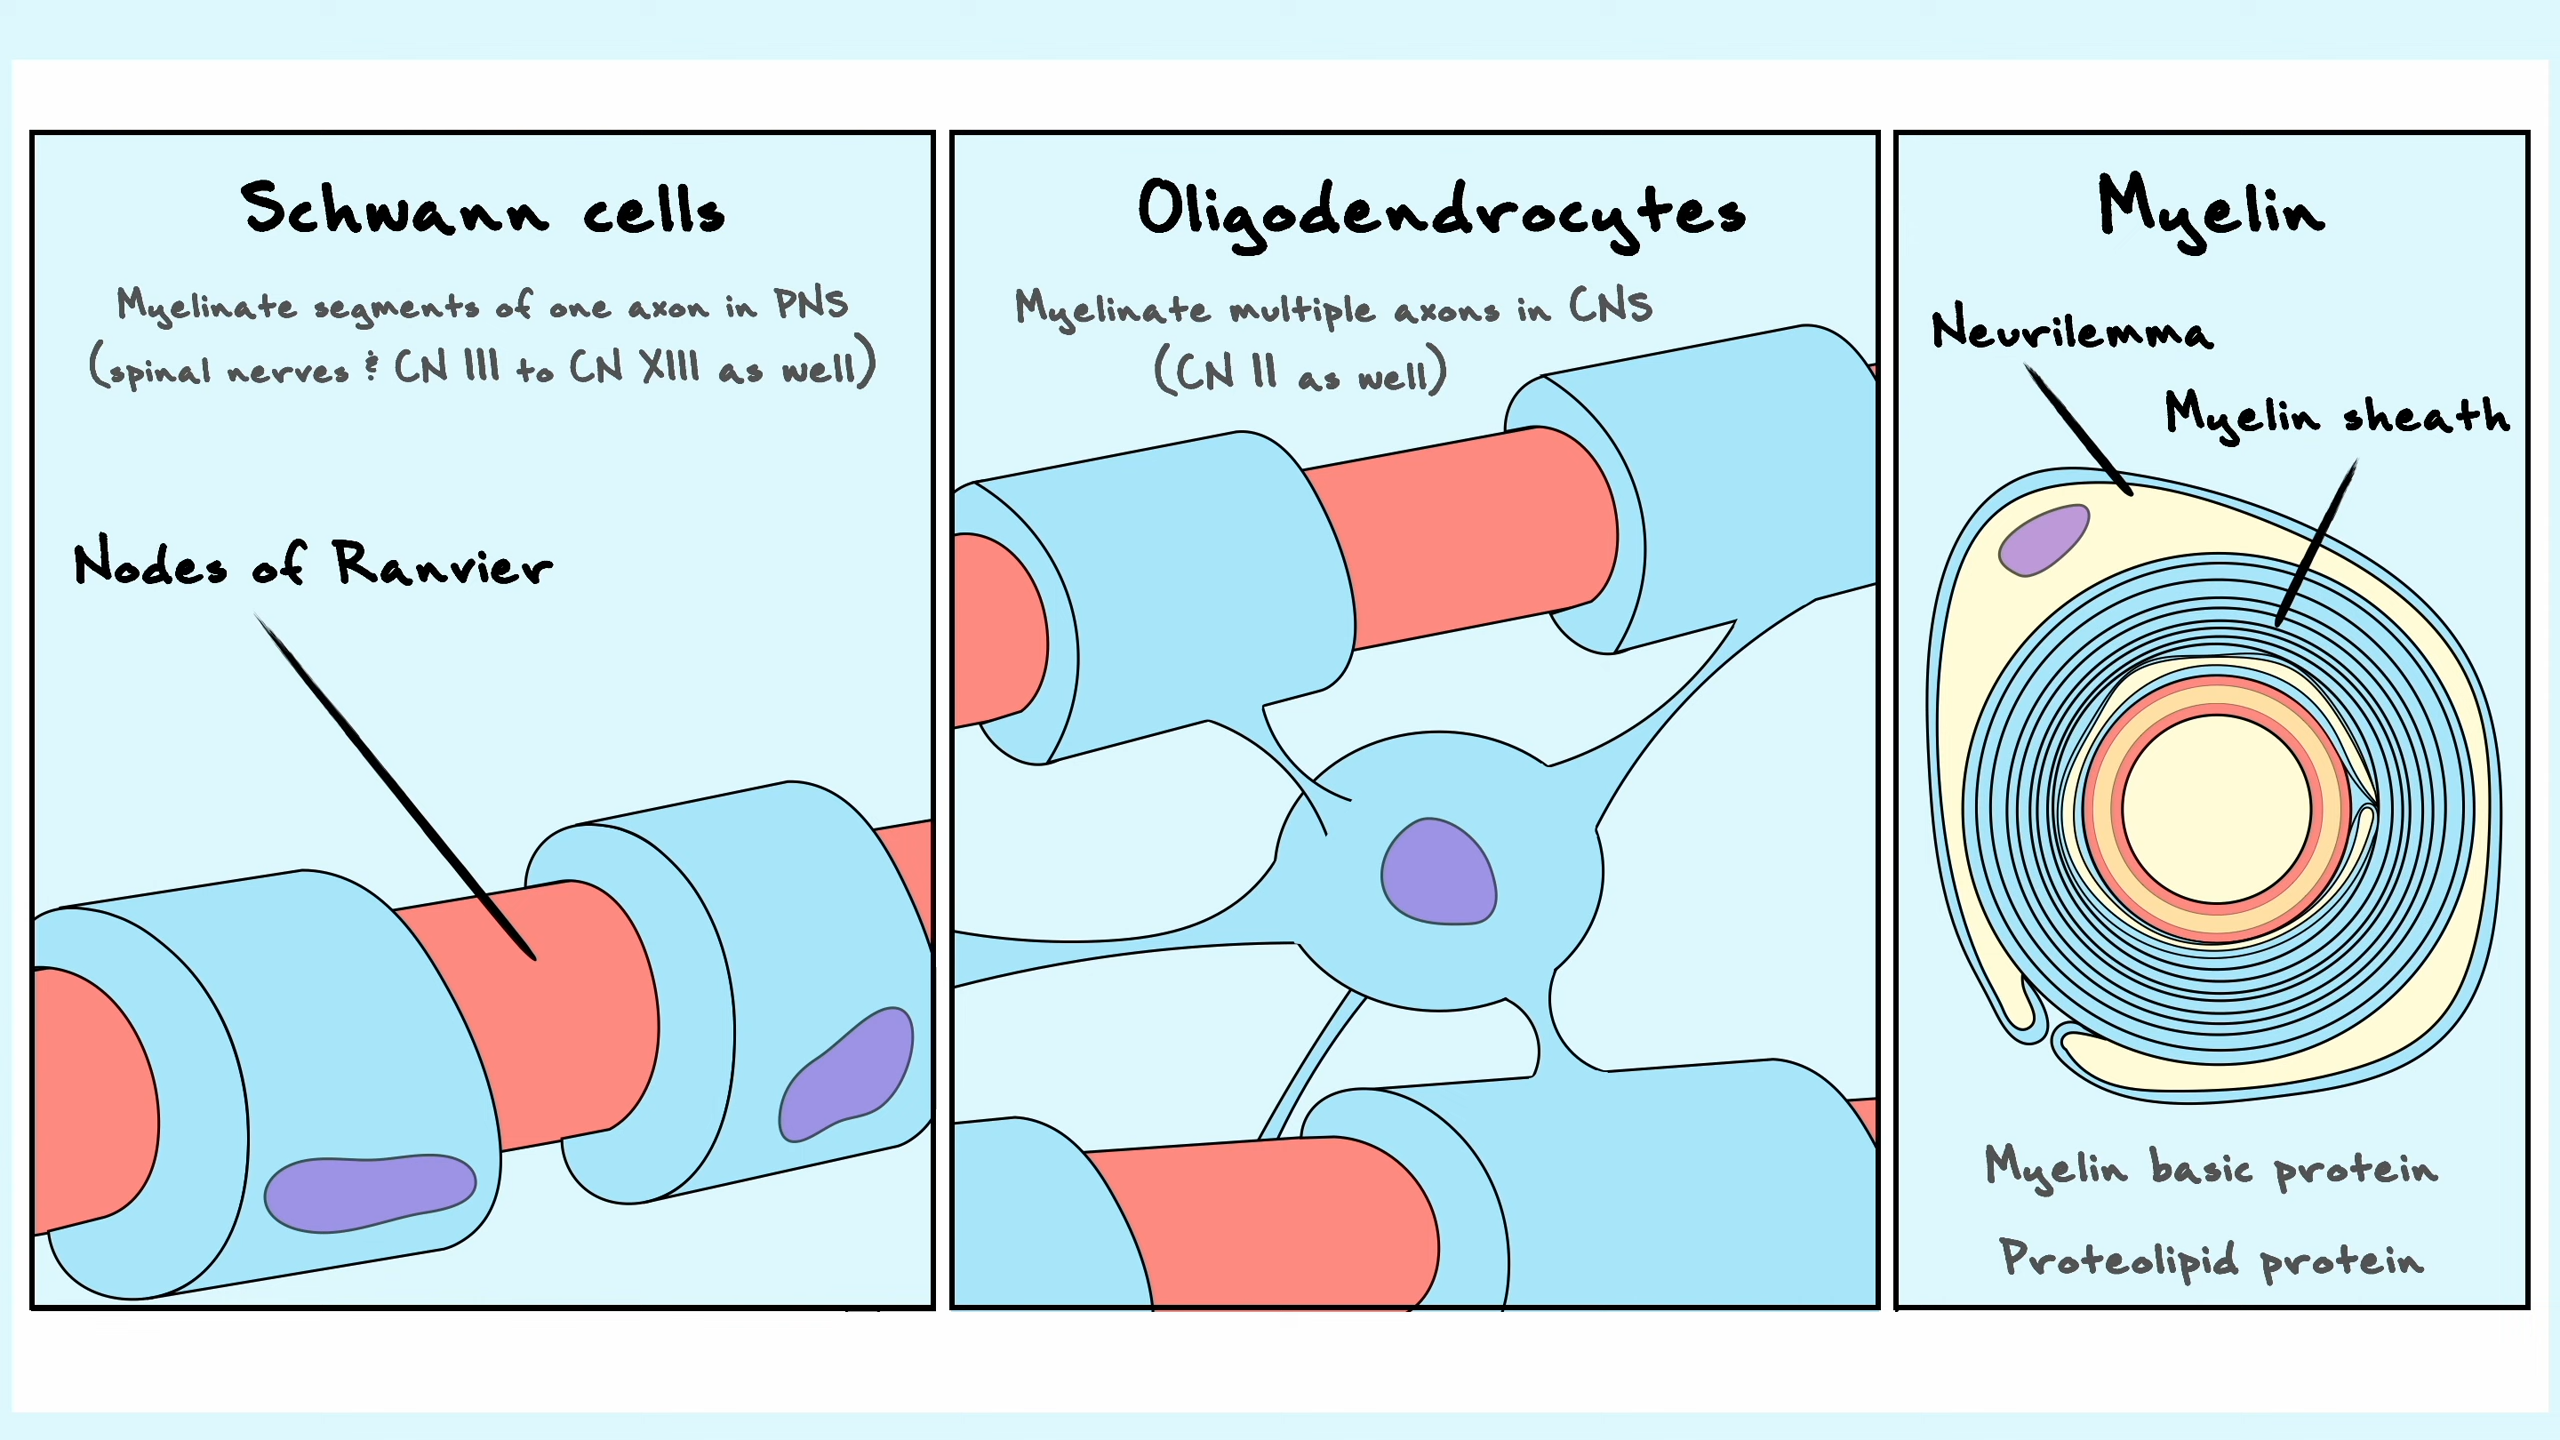 Schwann cells
Myelinate segments of one axon in PNS
(spinal nerves & CN III to CN XIII as well)
Nodes of Ranvier
Oligodendrocytes
Myelinate multiple axons in CNS
(CN II as well)
Myelin
Neurilemma
Myelin sheath
Myelin basic protein
Proteolipid protein